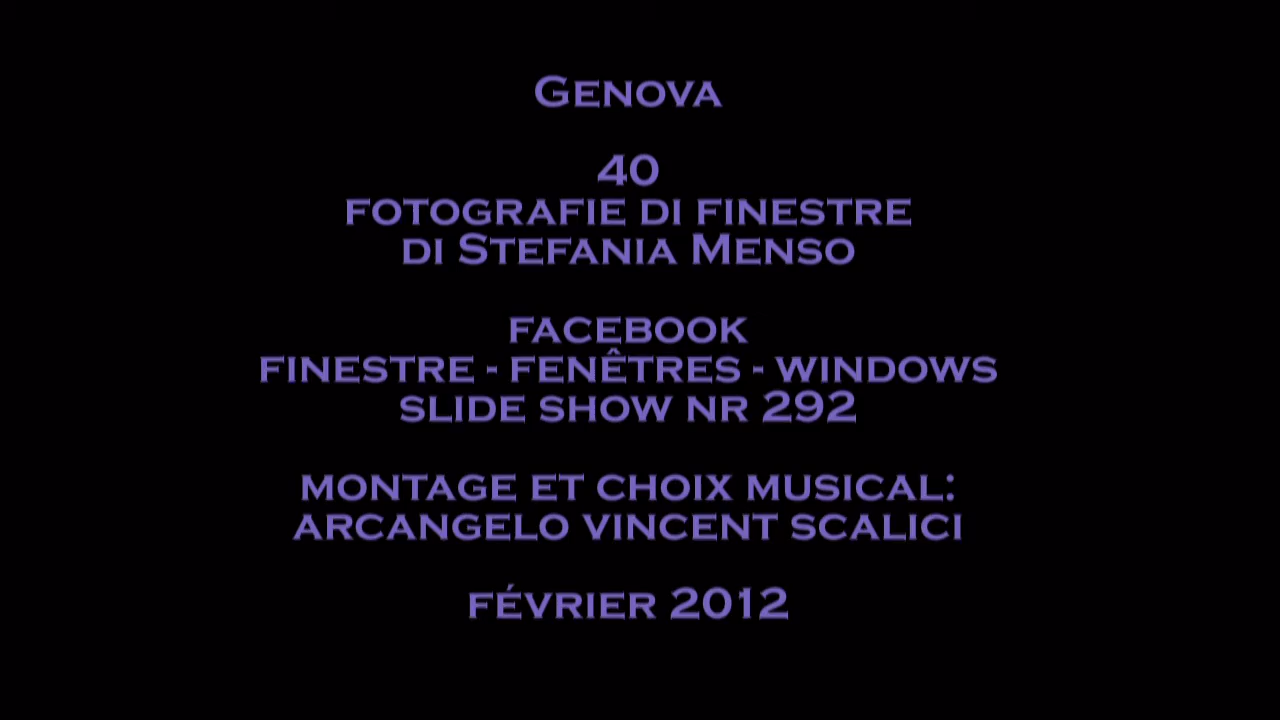 Genova
40
fotografie di finestre
di Stefania Menso
facebook
finestre - fenêtres - windows
slide show nr 292
montage et choix musical:
arcangelo vincent scalici
février 2012